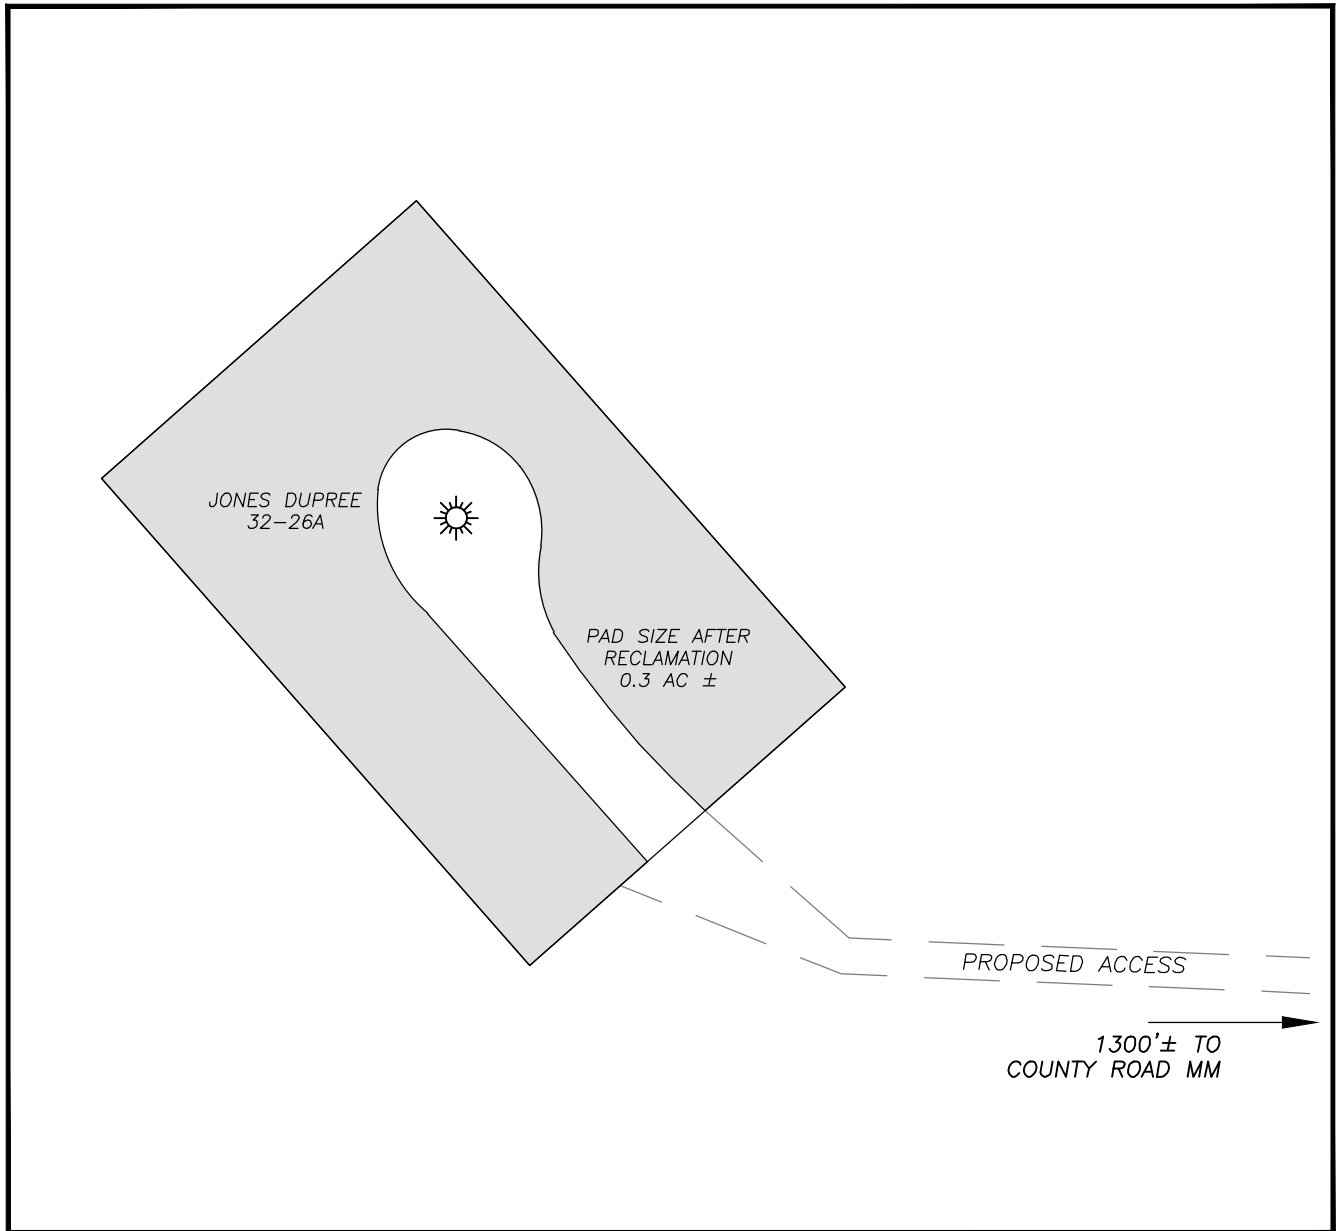 JONES DUPREE
32-26A
PAD SIZE AFTER
RECLAMATION
0.3 AC ±
PROPOSED ACCESS
1300'± TO
COUNTY ROAD MM